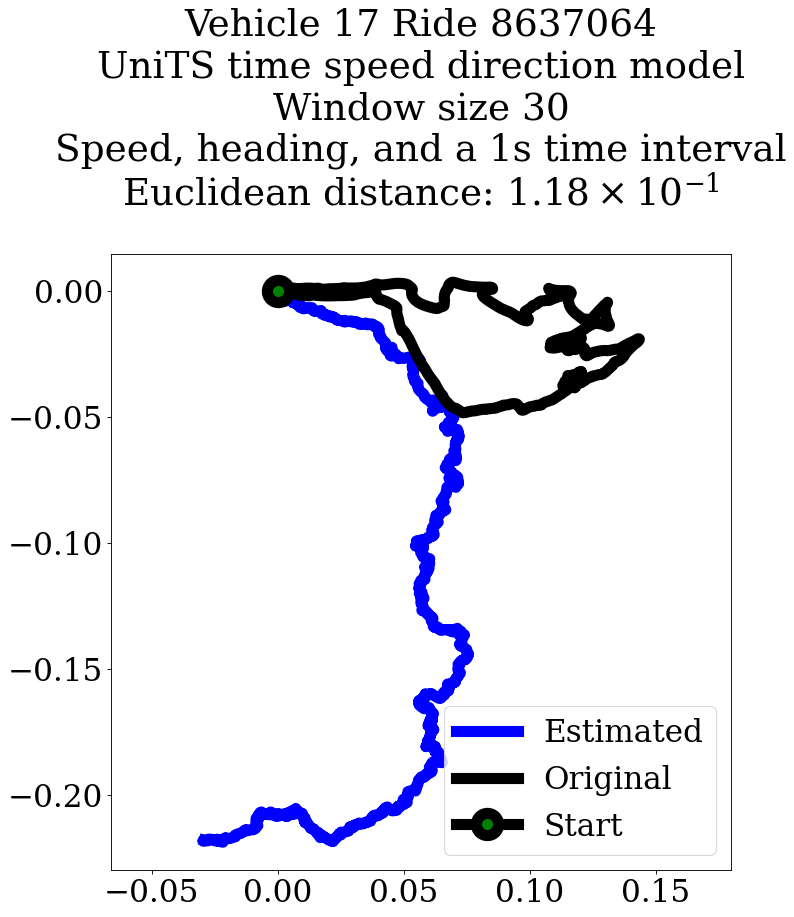 Vehicle 17 Ride 8637064
UniTS time speed direction model
Window size 30
Speed, heading, and a 1s time interval
Euclidean distance: 1.18 × 10⁻¹
0.00
−0.05
−0.10
−0.15
−0.20
Estimated
Original
Start
−0.05 0.00 0.05 0.10 0.15